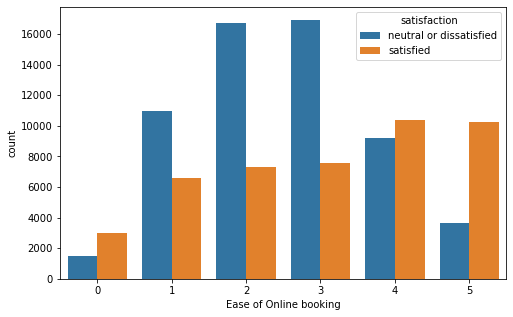 satisfaction
neutral or dissatisfied
satisfied
16000
14000
12000
10000
8000
6000
4000
2000
0
count
0 1 2 3 4 5
Ease of Online booking